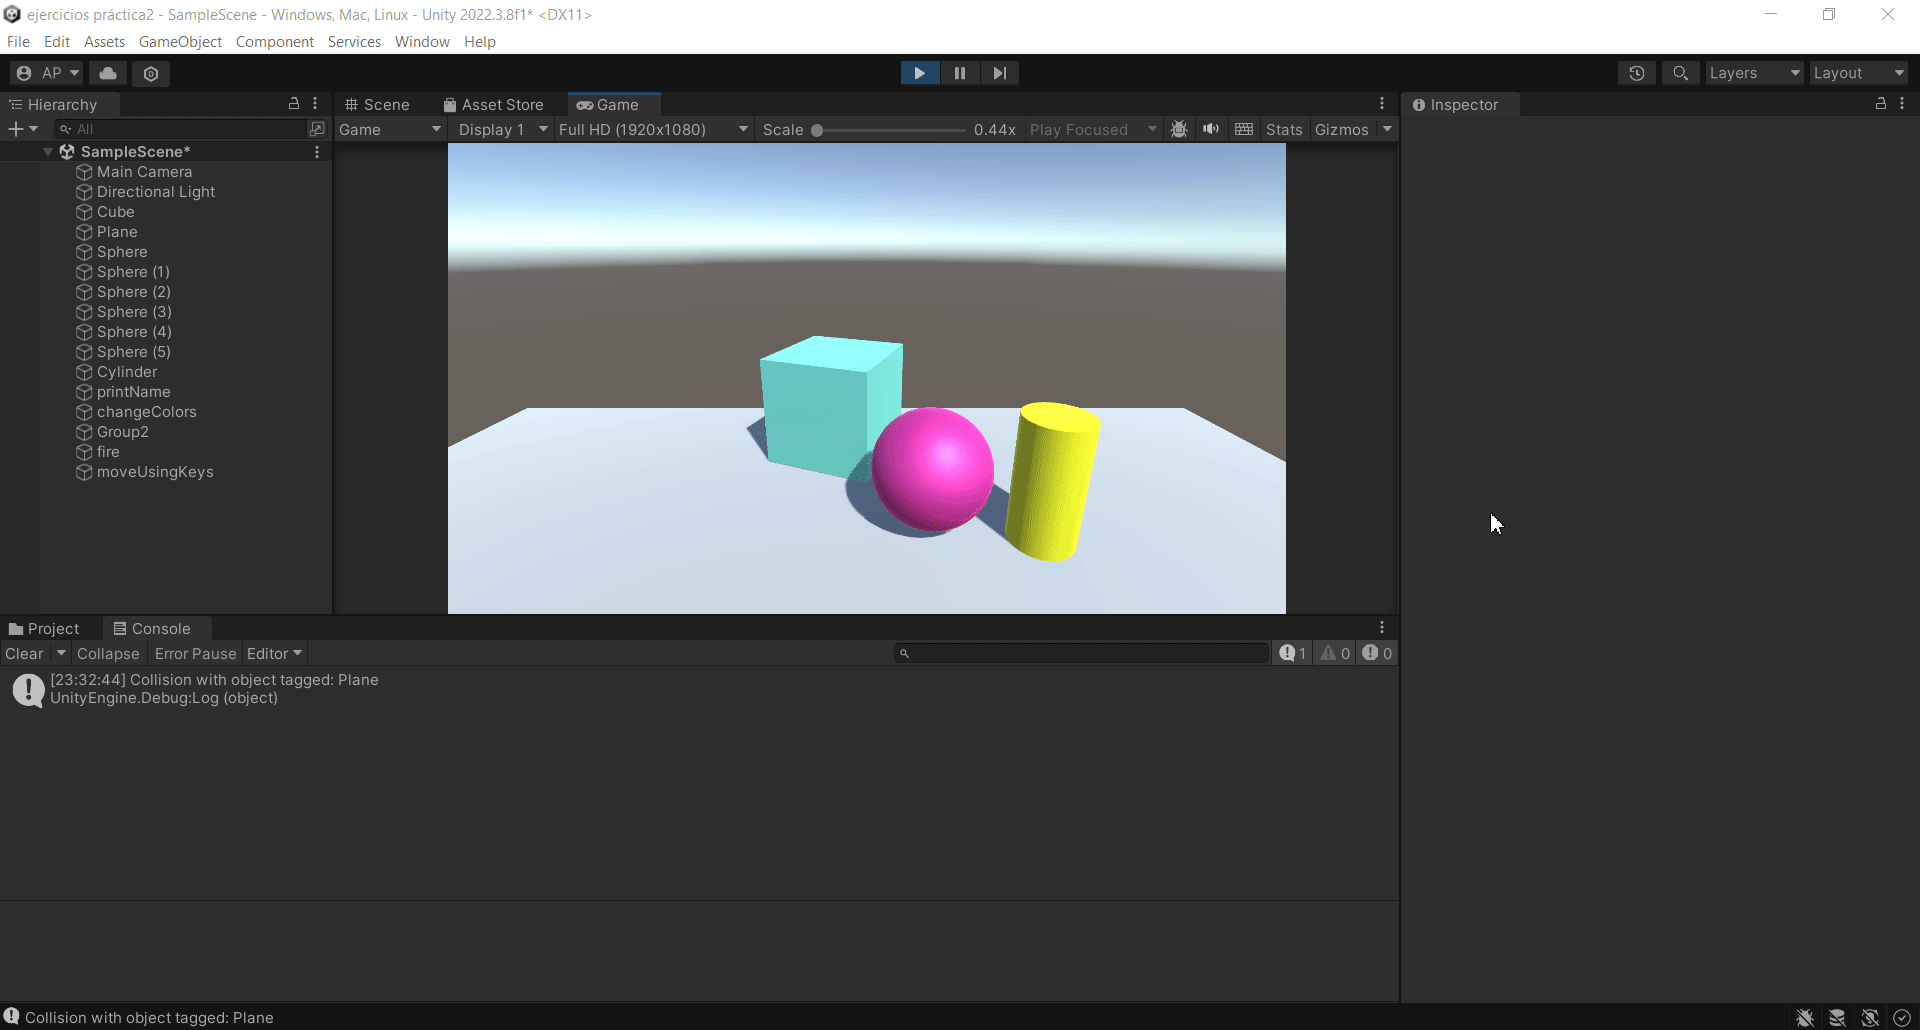 ejercicios práctica2 - SampleScene - Windows, Mac, Linux - Unity 2022.3.8f1* <DX11>
File Edit Assets GameObject Component Services Window Help
AP Layers Layout
Hierarchy
All
SampleScene*
Main Camera
Directional Light
Cube
Plane
Sphere
Sphere (1)
Sphere (2)
Sphere (3)
Sphere (4)
Sphere (5)
Cylinder
printName
changeColors
Group2
fire
moveUsingKeys
Scene Asset Store Game
Game Display 1 Full HD (1920x1080) Scale 0.44x Play Focused Stats Gizmos
Inspector
Project Console
Clear Collapse Error Pause Editor 1 0 0
[23:32:44] Collision with object tagged: Plane
UnityEngine.Debug:Log (object)
Collision with object tagged: Plane